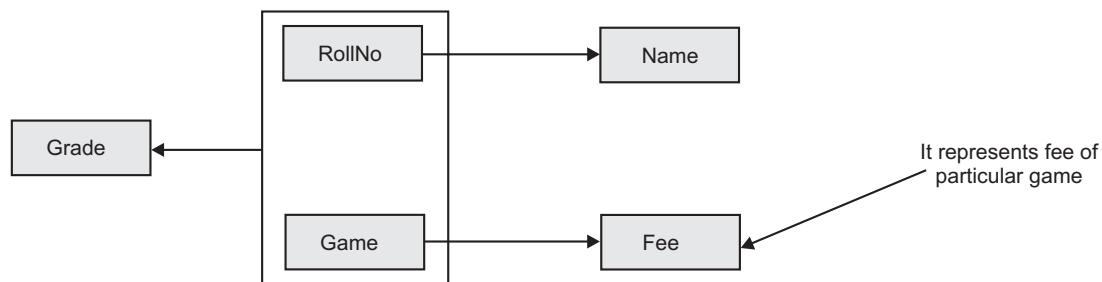 RollNo
Name
Grade
It represents fee of
particular game
Game
Fee